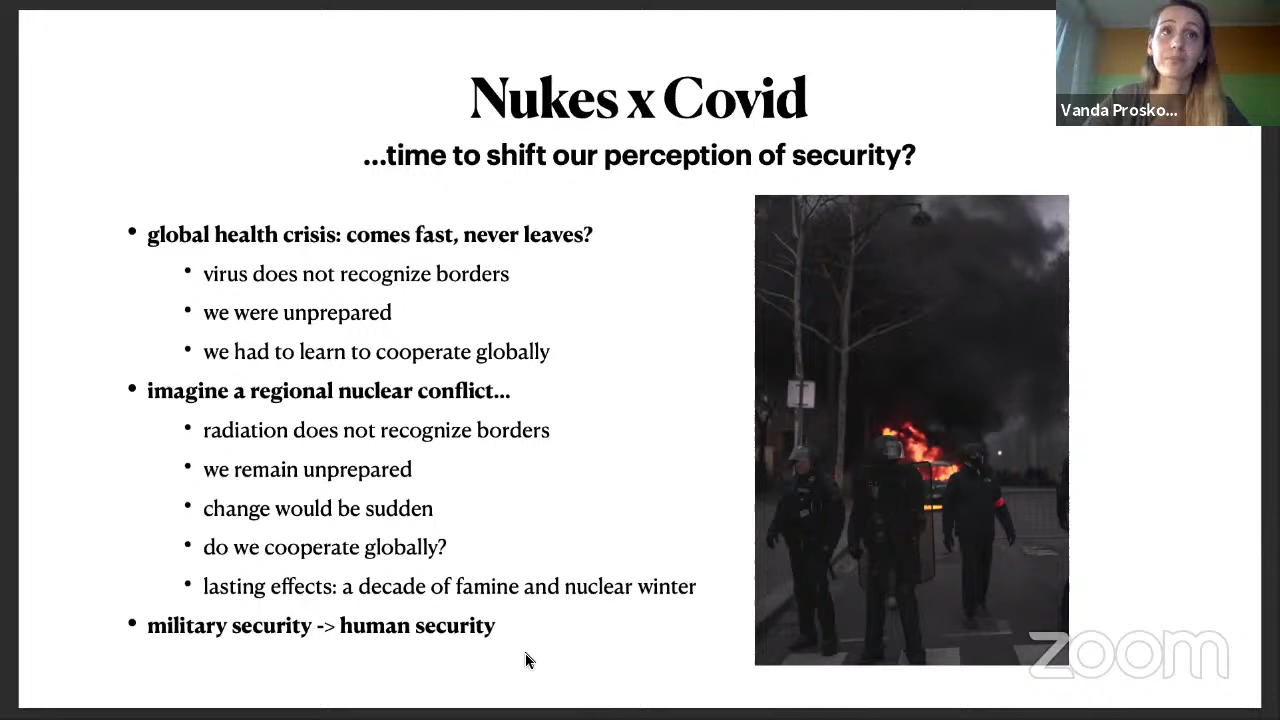 Nukes x Covid
...time to shift our perception of security?
Vanda Prosko...
• global health crisis: comes fast, never leaves?
• virus does not recognize borders
• we were unprepared
• we had to learn to cooperate globally
• imagine a regional nuclear conflict...
• radiation does not recognize borders
• we remain unprepared
• change would be sudden
• do we cooperate globally?
• lasting effects: a decade of famine and nuclear winter
• military security -> human security
zoom